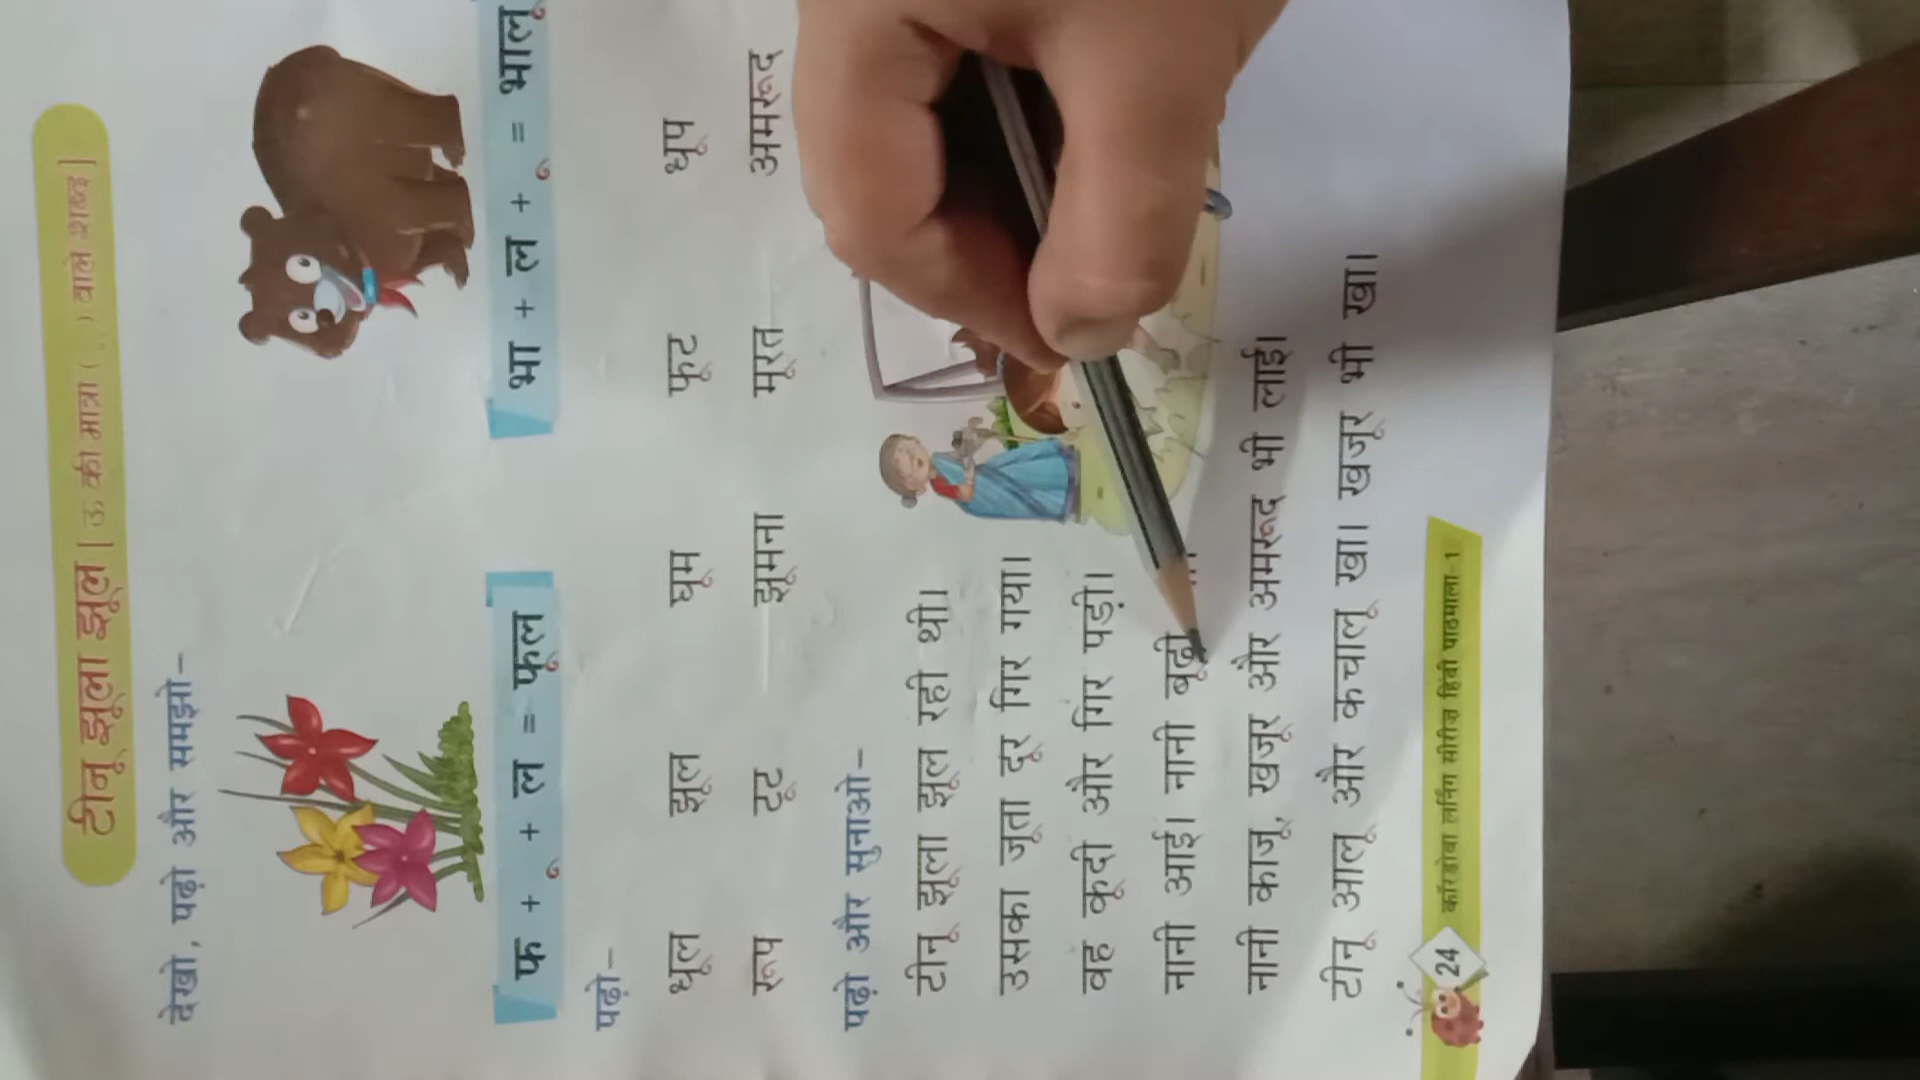 टीनू झूला झूल [ ऊ की मात्रा ( ू ) वाले शब्द ]
देखो, पढ़ो और समझो–
फ + ू + ल = फूल
भा + ल + ू = भालू
पढ़ो–
धूल झूल घूम फूट धूप
रूप टूट झूमना मूरत अमरूद
पढ़ो और सुनाओ–
टीनू झूला झूल रही थी।
उसका जूता दूर गिर गया।
वह कूदी और गिर पड़ी।
नानी आई। नानी बूढ़ी
नानी काजू, खजूर और अमरूद भी लाई।
टीनू आलू और कचालू खा। खजूर भी खा।
24 कॉरडोवा लर्निंग सीरीज़ हिंदी पाठमाला-1